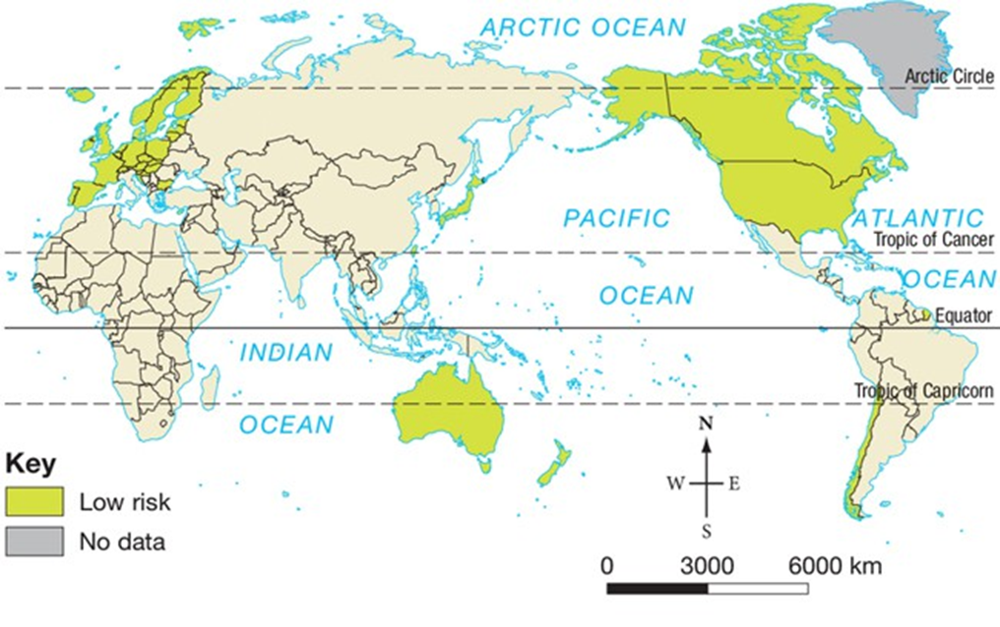 ARCTIC OCEAN
Arctic Circle
PACIFIC
OCEAN
ATLANTIC
Tropic of Cancer
OCEAN
Equator
INDIAN
OCEAN
Tropic of Capricorn
N
W E
S
Key
Low risk
No data
0 3000 6000 km